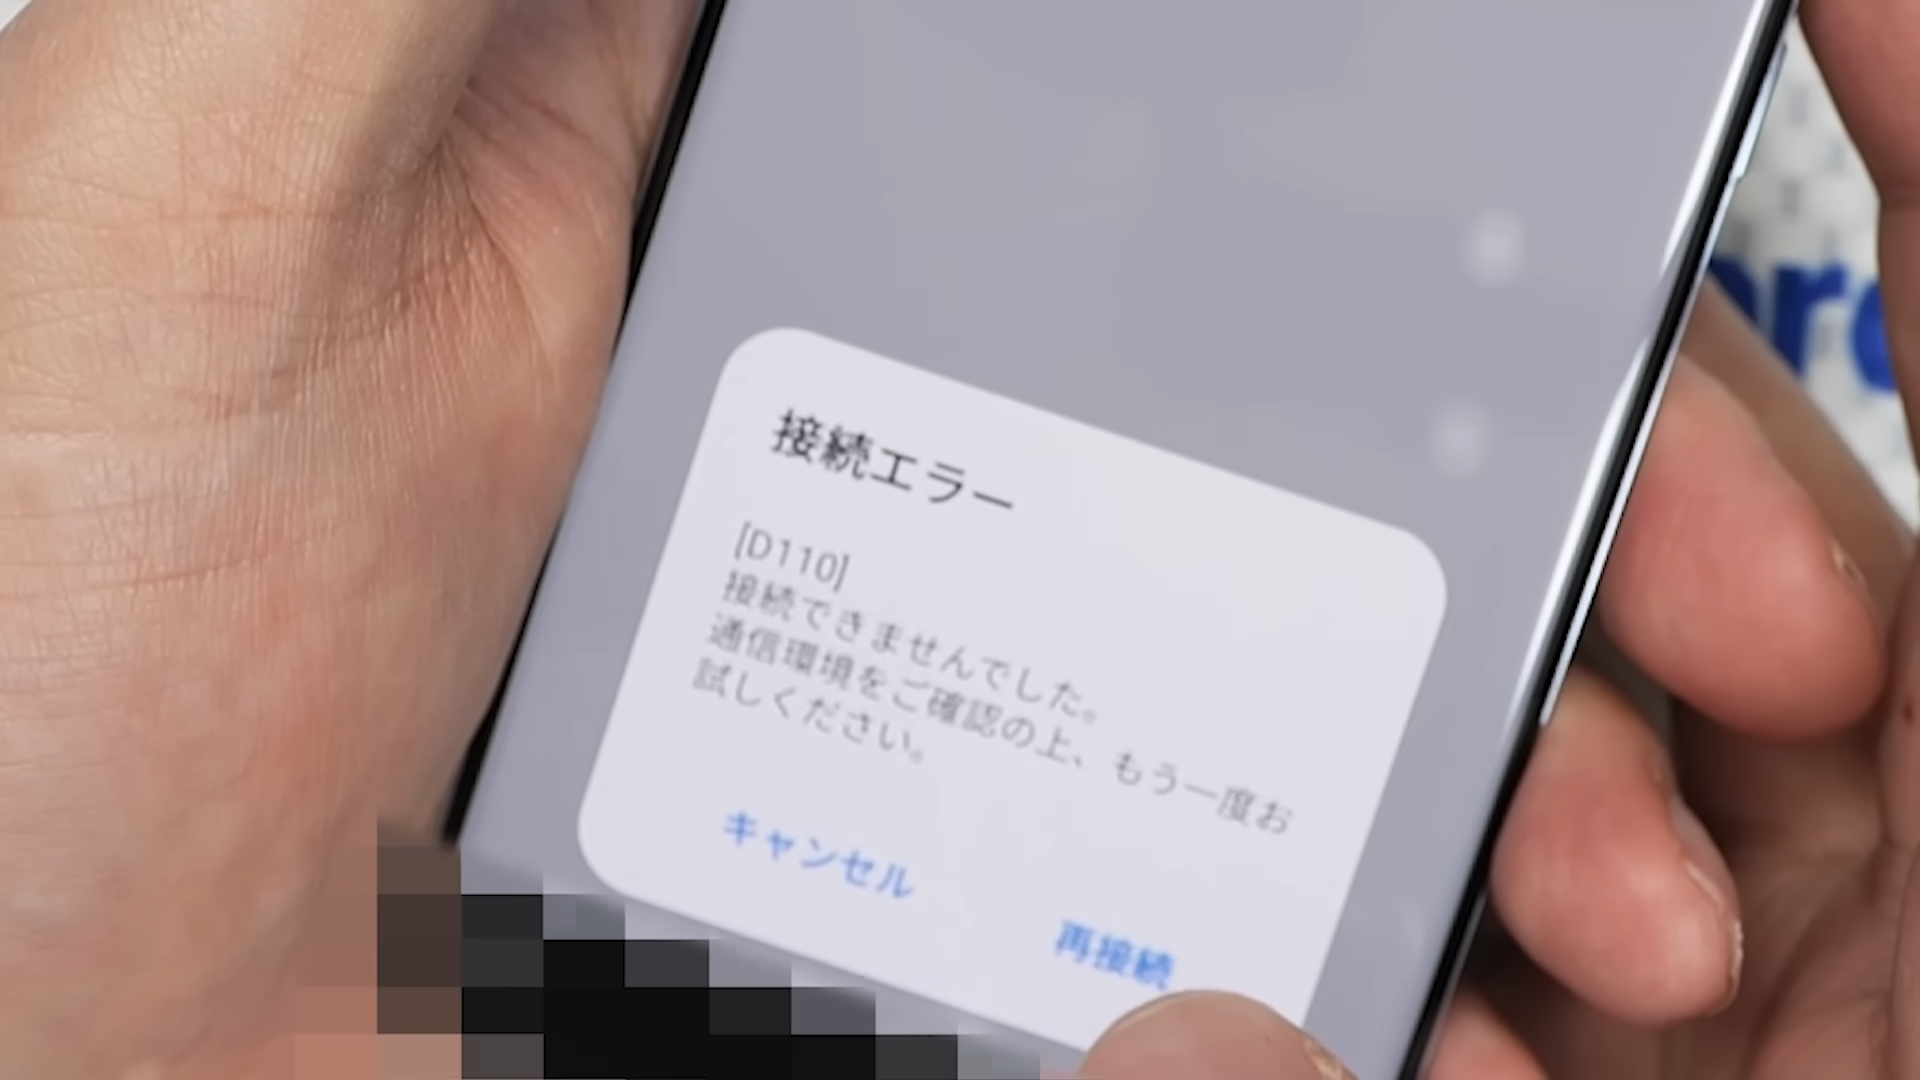 接続エラー
[D110]
接続できませんでした。
通信環境をご確認の上、もう一度お
試しください。
キャンセル
再接続